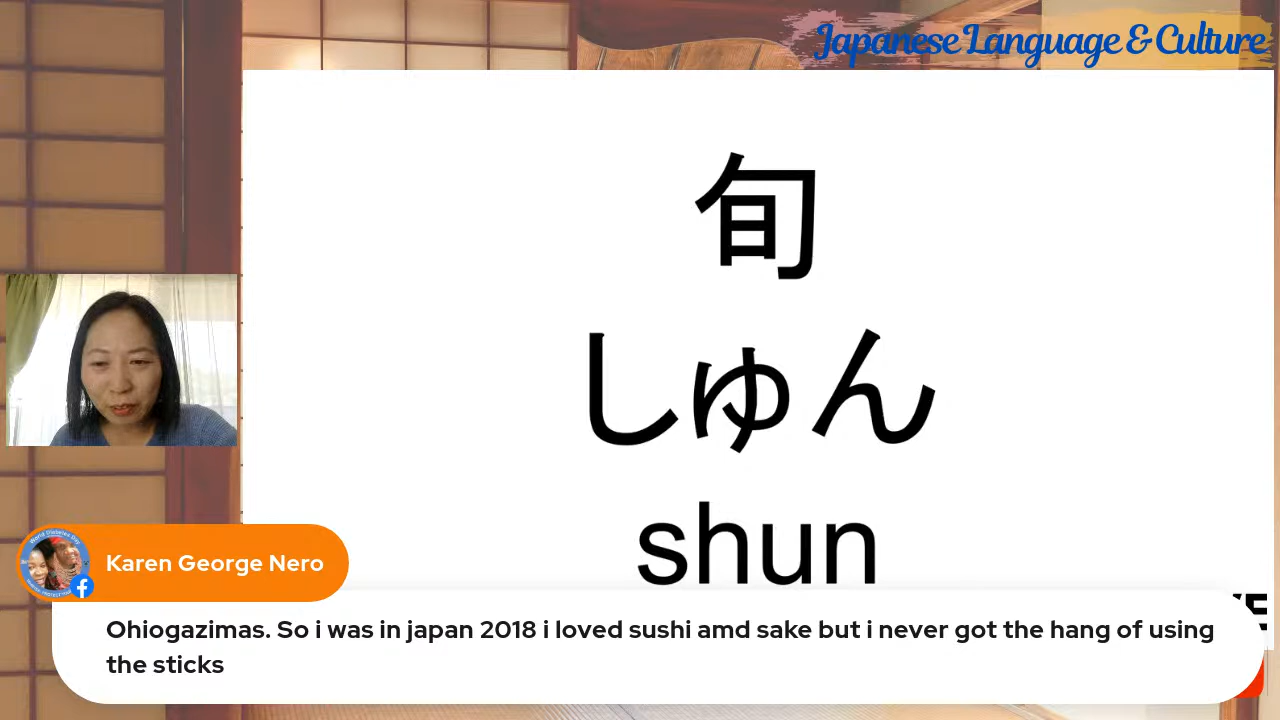 Japanese Language & Culture
旬
しゅん
shun
Karen George Nero
Ohiogazimas. So i was in japan 2018 i loved sushi amd sake but i never got the hang of using
the sticks